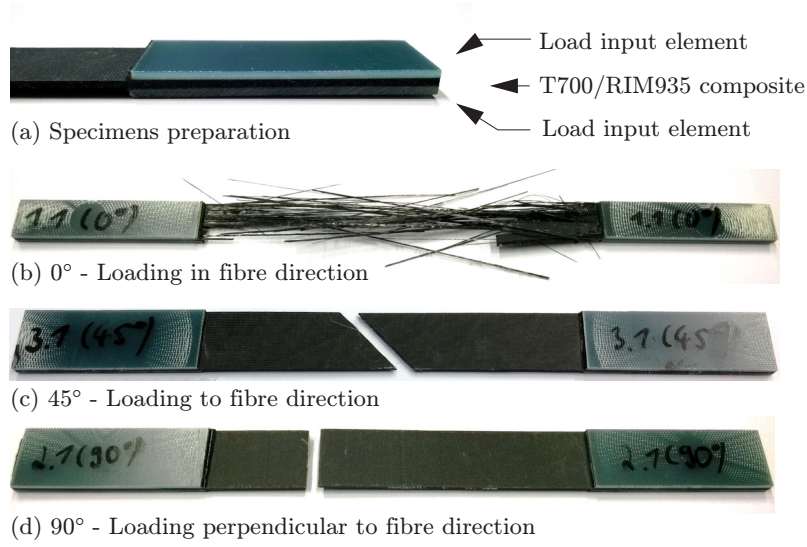 Load input element
T700/RIM935 composite
Load input element
(a) Specimens preparation
1.1 (0°) 1.1 (0°)
(b) 0° - Loading in fibre direction
3.1 (45°) 3.1 (45°)
(c) 45° - Loading to fibre direction
2.1 (90°) 2.1 (90°)
(d) 90° - Loading perpendicular to fibre direction